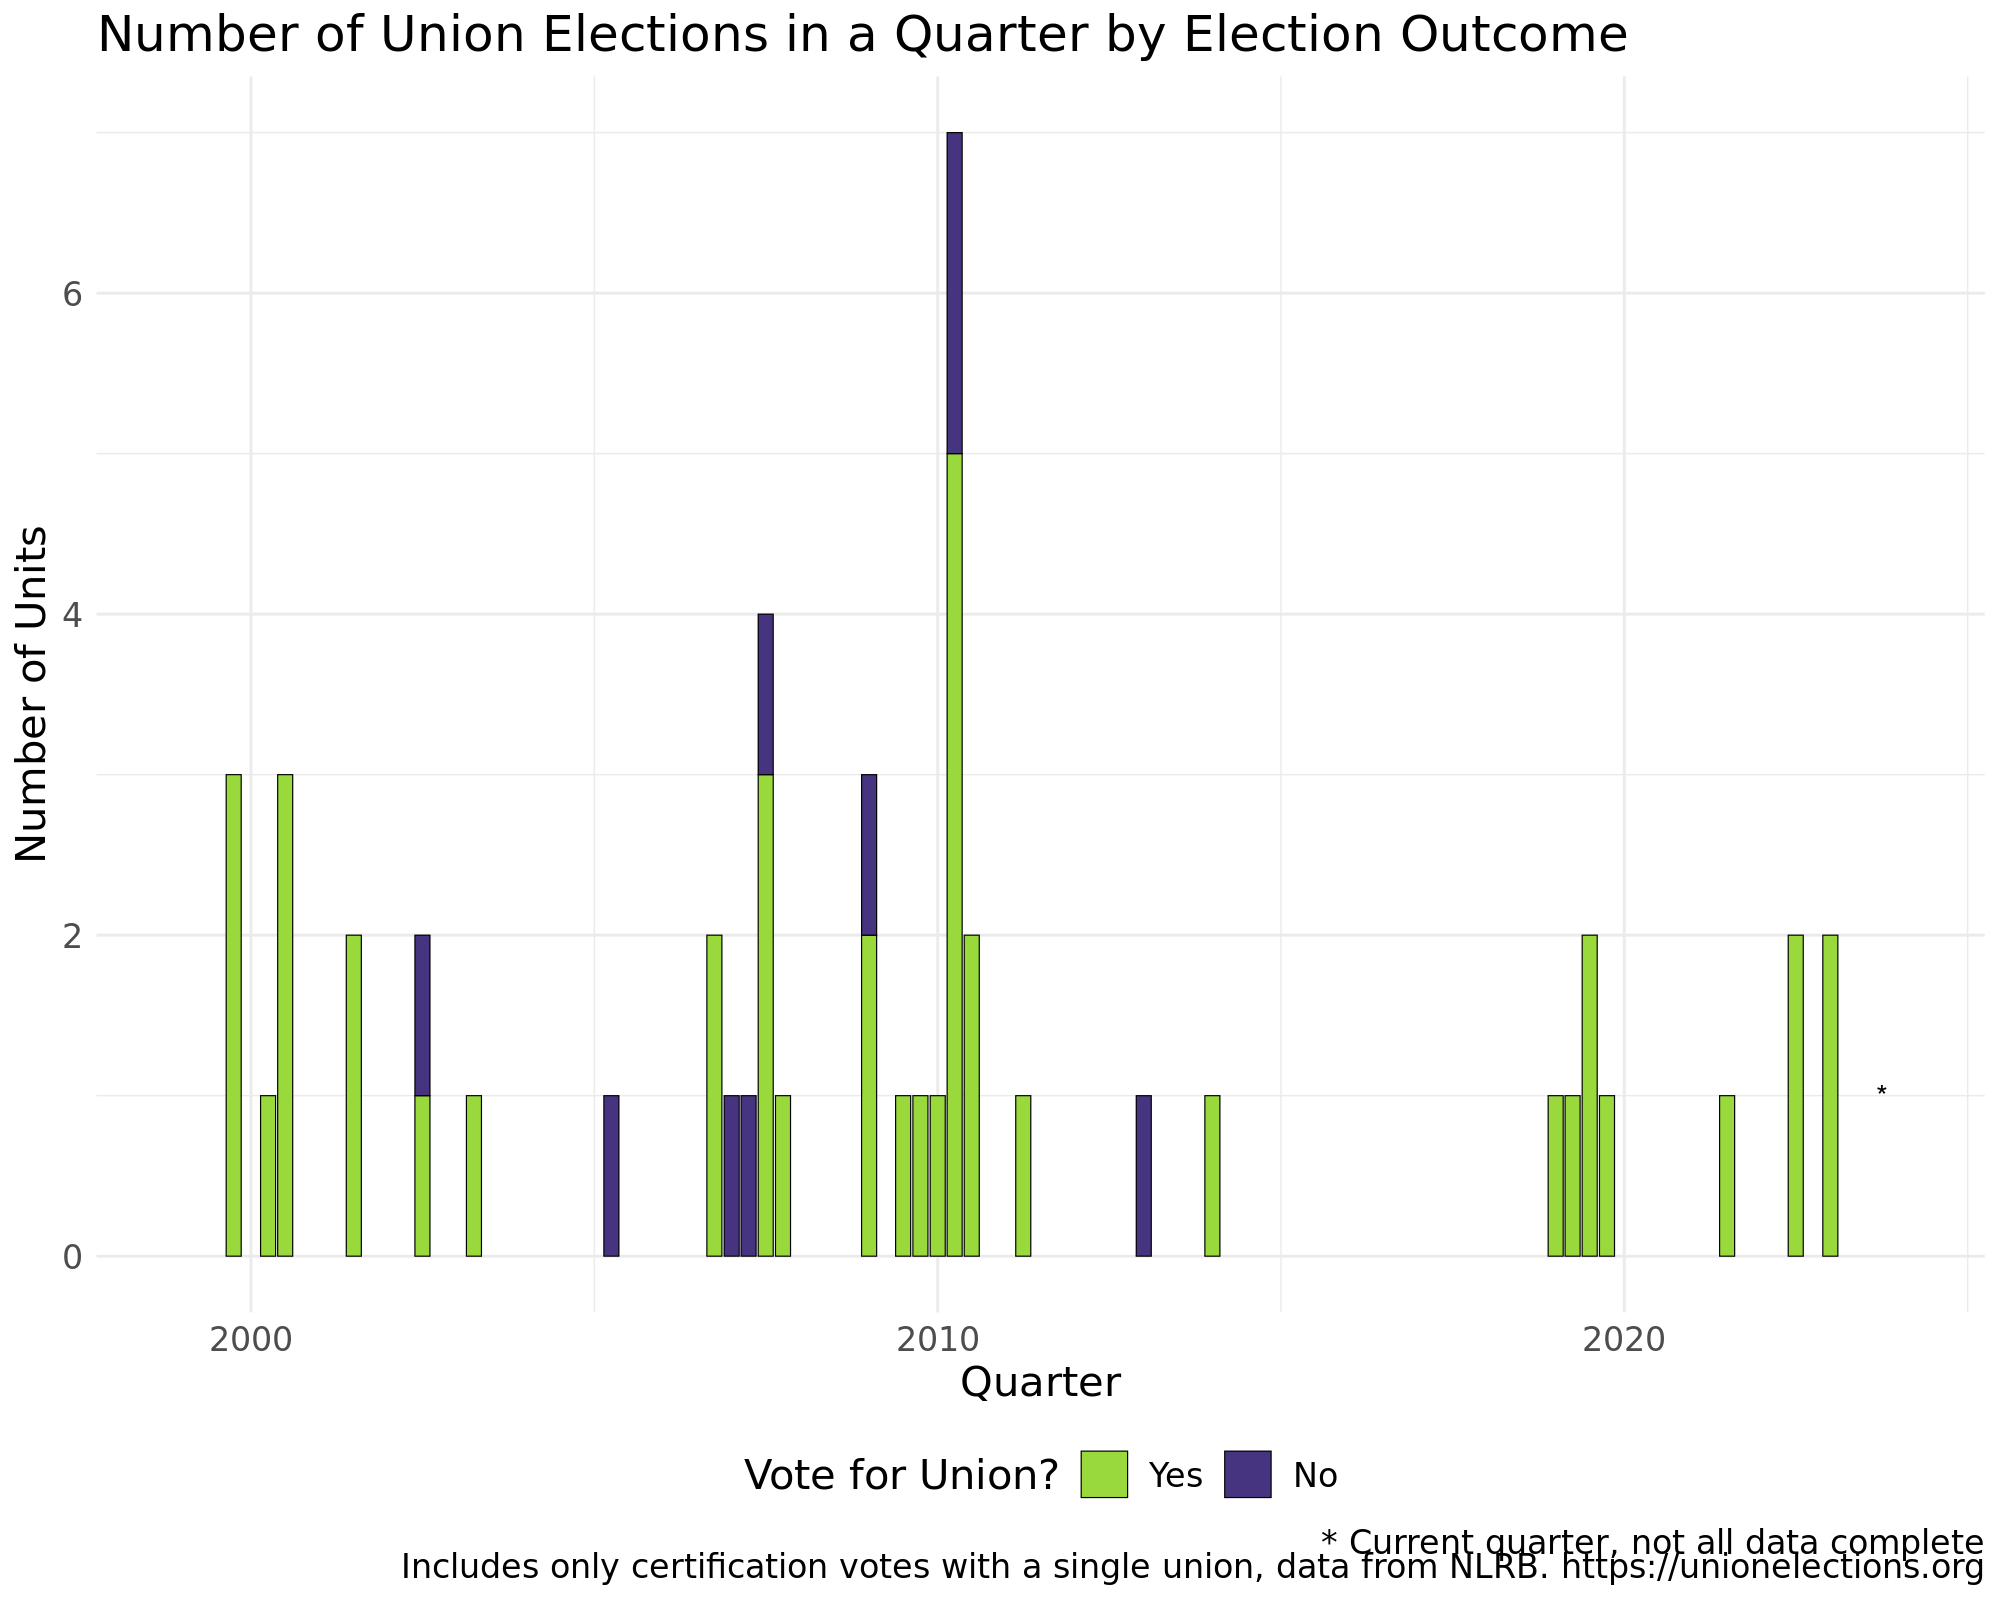 Number of Union Elections in a Quarter by Election Outcome
Number of Units
6
4
2
0
*
2000 2010 2020
Quarter
Vote for Union? Yes No
* Current quarter, not all data complete
Includes only certification votes with a single union, data from NLRB. https://unionelections.org